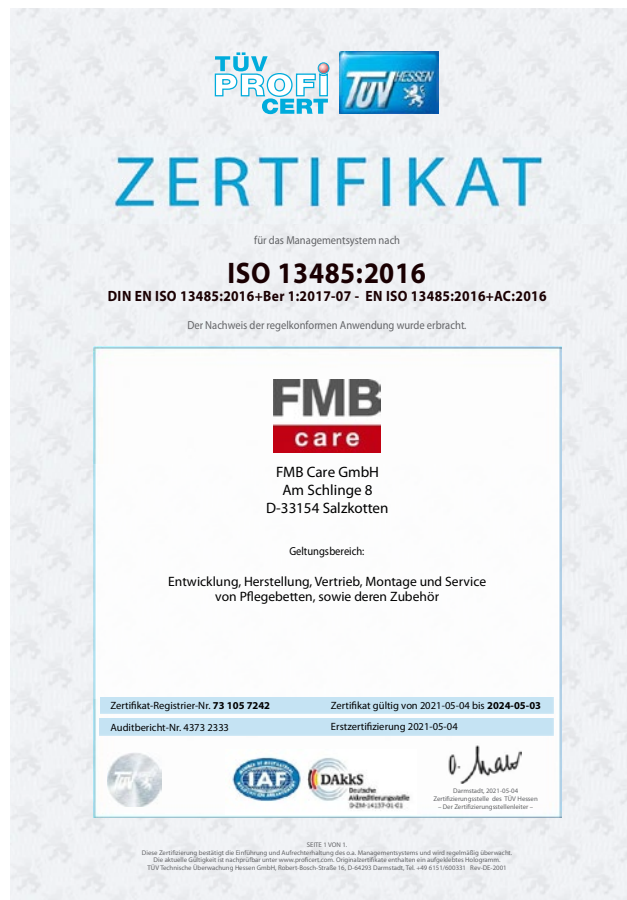 TÜV
PROFI
CERT
TÜV HESSEN
ZERTIFIKAT
für das Managementsystem nach
ISO 13485:2016
DIN EN ISO 13485:2016+Ber 1:2017-07 - EN ISO 13485:2016+AC:2016
Der Nachweis der regelkonformen Anwendung wurde erbracht.
FMB
care
FMB Care GmbH
Am Schlinge 8
D-33154 Salzkotten
Geltungsbereich:
Entwicklung, Herstellung, Vertrieb, Montage und Service
von Pflegebetten, sowie deren Zubehör
Zertifikat-Registrier-Nr. 73 105 7242 Zertifikat gültig von 2021-05-04 bis 2024-05-03
Auditbericht-Nr. 4373 2333 Erstzertifizierung 2021-05-04
TÜV
IAF
DAkkS
Deutsche
Akkreditierungsstelle
D-ZM-14137-01-01
Darmstadt, 2021-05-04
Zertifizierungsstelle des TÜV Hessen
– Der Zertifizierungsstellenleiter –
SEITE 1 VON 1.
Diese Zertifizierung bestätigt die Einführung und Aufrechterhaltung des o.a. Managementsystems und wird regelmäßig überwacht.
Die aktuelle Gültigkeit ist nachprüfbar unter www.proficert.com. Originalzertifikate enthalten ein aufgeklebtes Hologramm.
TÜV Technische Überwachung Hessen GmbH, Robert-Bosch-Straße 16, D-64293 Darmstadt, Tel. +49 6151/600331 Rev-DE-2001